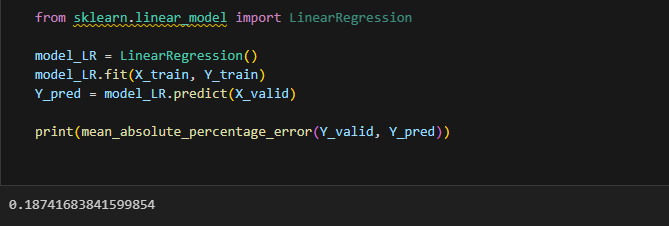 from sklearn.linear_model import LinearRegression
model_LR = LinearRegression()
model_LR.fit(X_train, Y_train)
Y_pred = model_LR.predict(X_valid)
print(mean_absolute_percentage_error(Y_valid, Y_pred))
0.18741683841599854